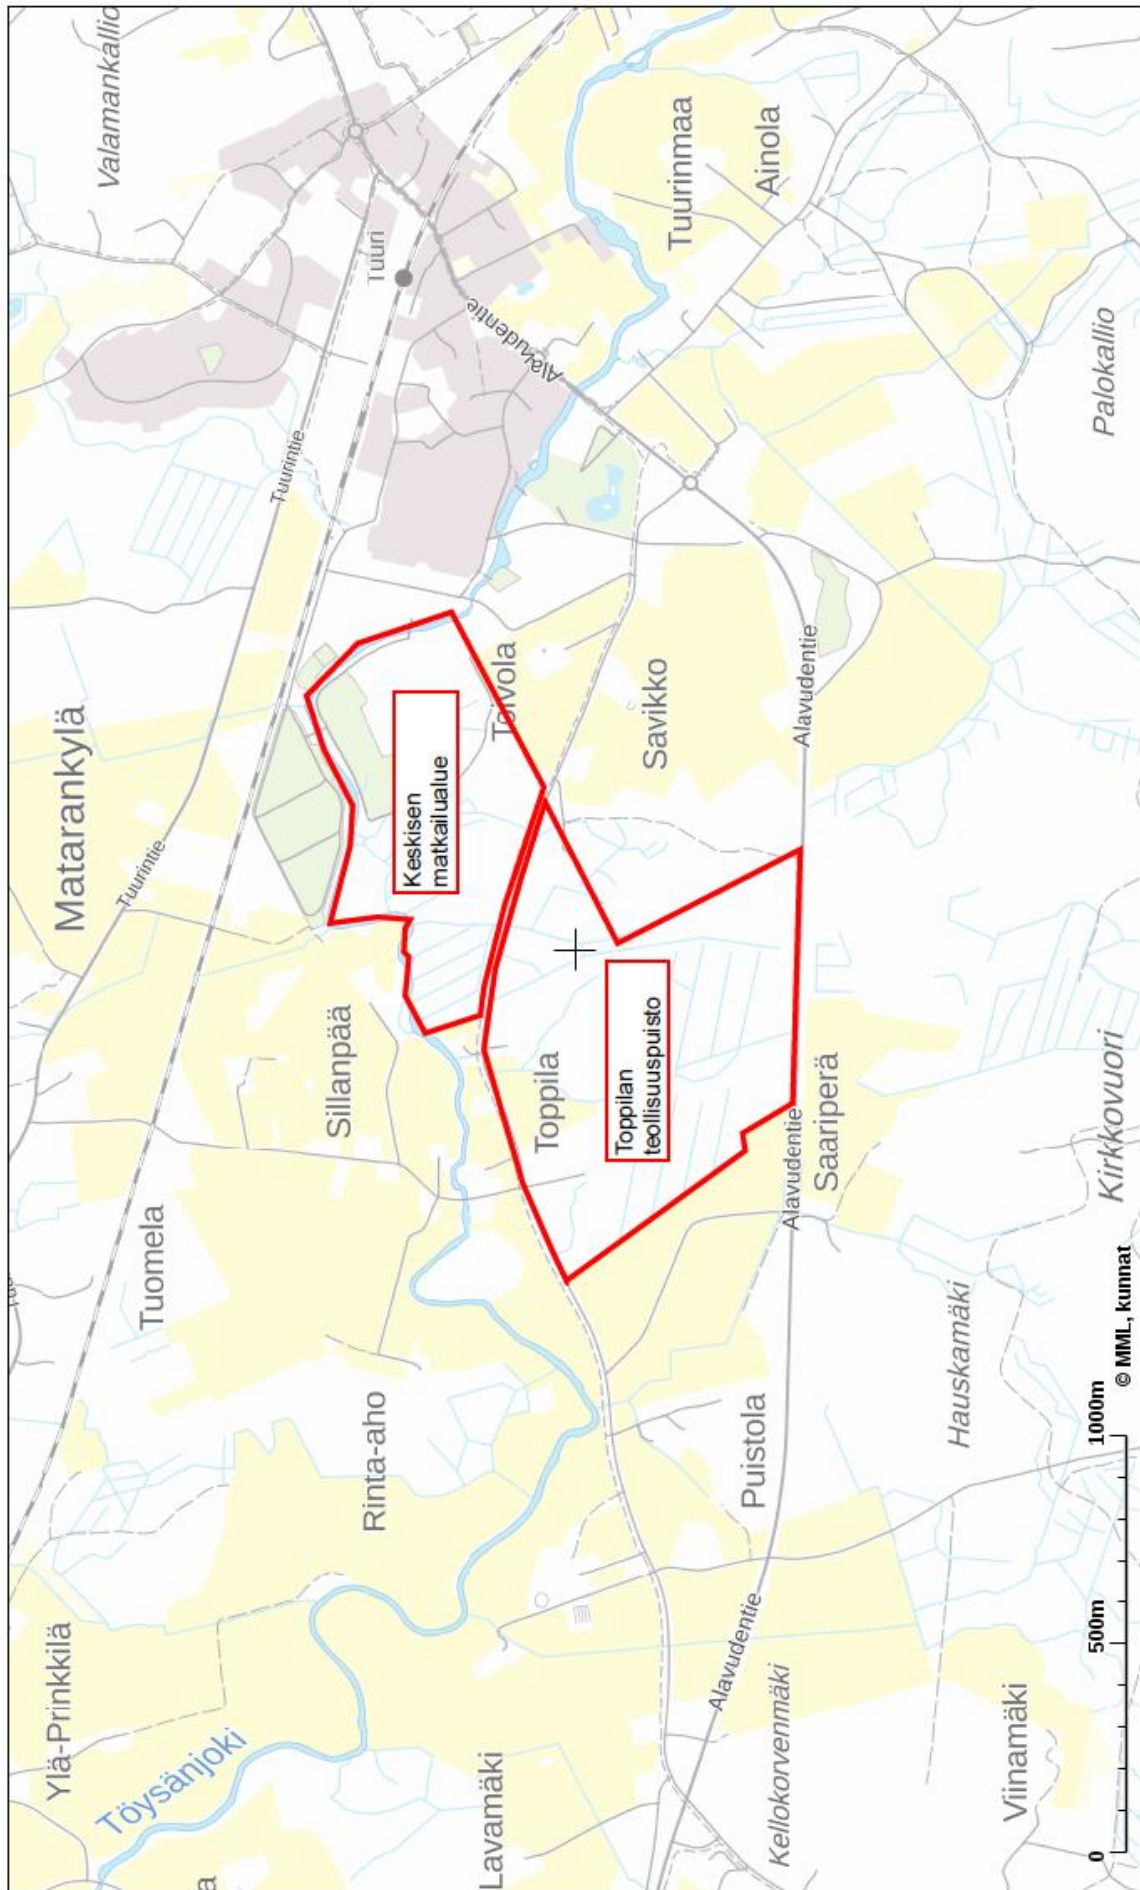 Ylä-Prinkkilä
Töysänjoki
Tuomela
Matarankylä
Tuurintie
Valamankallio
Rinta-aho
Sillanpää
Tuurintie
Tuuri
Keskisen
matkailualue
Alavudentie
Lavamäki
Toppila
Toivola
Toppilan
teollisuuspuisto
Savikko
Tuurinmaa
Ainola
Alavudentie
Puistola
Alavudentie
Saariperä
Alavudentie
Kellokorvenmäki
Hauskamäki
Viinamäki
Kirkkovuori
Palokallio
0
500m
1000m
© MML, kunnat